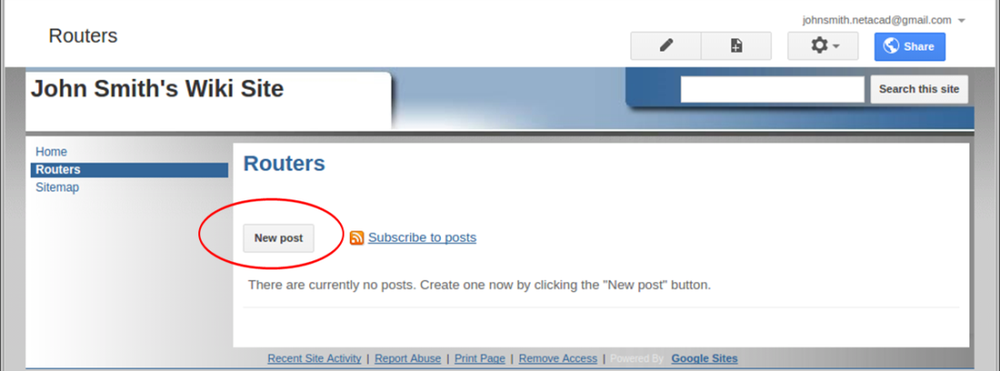 johnsmith.netacad@gmail.com
Routers
Share
John Smith's Wiki Site
Search this site
Home
Routers
Sitemap
Routers
New post Subscribe to posts
There are currently no posts. Create one now by clicking the "New post" button.
Recent Site Activity | Report Abuse | Print Page | Remove Access | Powered By Google Sites